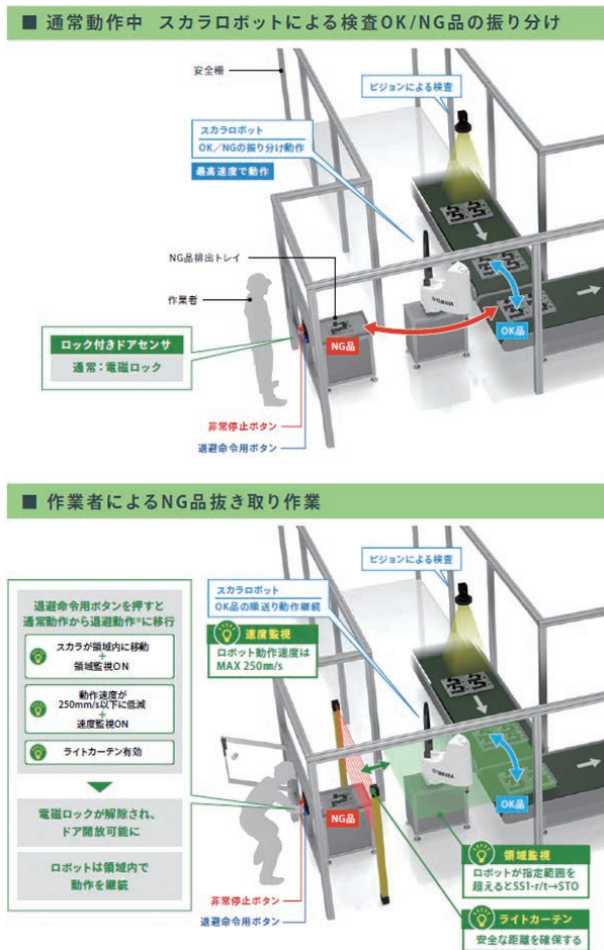 ■ 通常動作中 スカラロボットによる検査OK/NG品の振り分け
安全柵
ビジョンによる検査
スカラロボット
OK/NGの振り分け動作
最高速度で動作
NG品排出トレイ
作業者
ロック付きドアセンサ
通常:電磁ロック
YAMAHA
NG品
OK品
非常停止ボタン
退避命令用ボタン
■ 作業者によるNG品抜き取り作業
ビジョンによる検査
退避命令用ボタンを押すと
通常動作から退避動作※に移行
スカラが領域内に移動
+
領域監視ON
動作速度が
250mm/s以下に低減
+
速度監視ON
ライトカーテン有効
電磁ロックが解除され、
ドア開放可能に
ロボットは領域内で
動作を継続
スカラロボット
OK品の順送り動作継続
速度監視
ロボット動作速度は
MAX 250mm/s
YAMAHA
NG品
OK品
非常停止ボタン
退避命令用ボタン
領域監視
ロボットが指定範囲を
超えるとSS1-r/t→STO
ライトカーテン
安全な距離を確保する